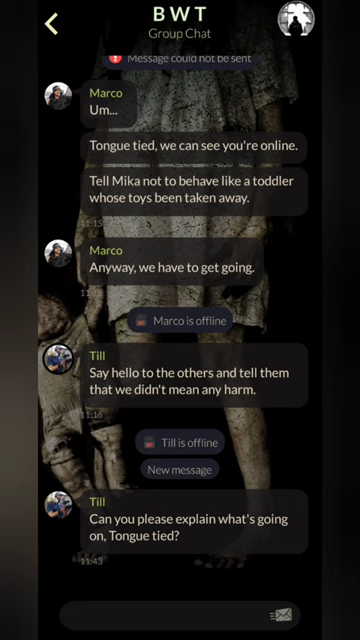 BWT
Group Chat
Message could not be sent
Marco
Um...
Tongue tied, we can see you're online.
Tell Mika not to behave like a toddler
whose toys been taken away.
11:15
Marco
Anyway, we have to get going.
Marco is offline
Till
Say hello to the others and tell them
that we didn't mean any harm.
11:16
Till is offline
New message
Till
Can you please explain what's going
on, Tongue tied?
11:43